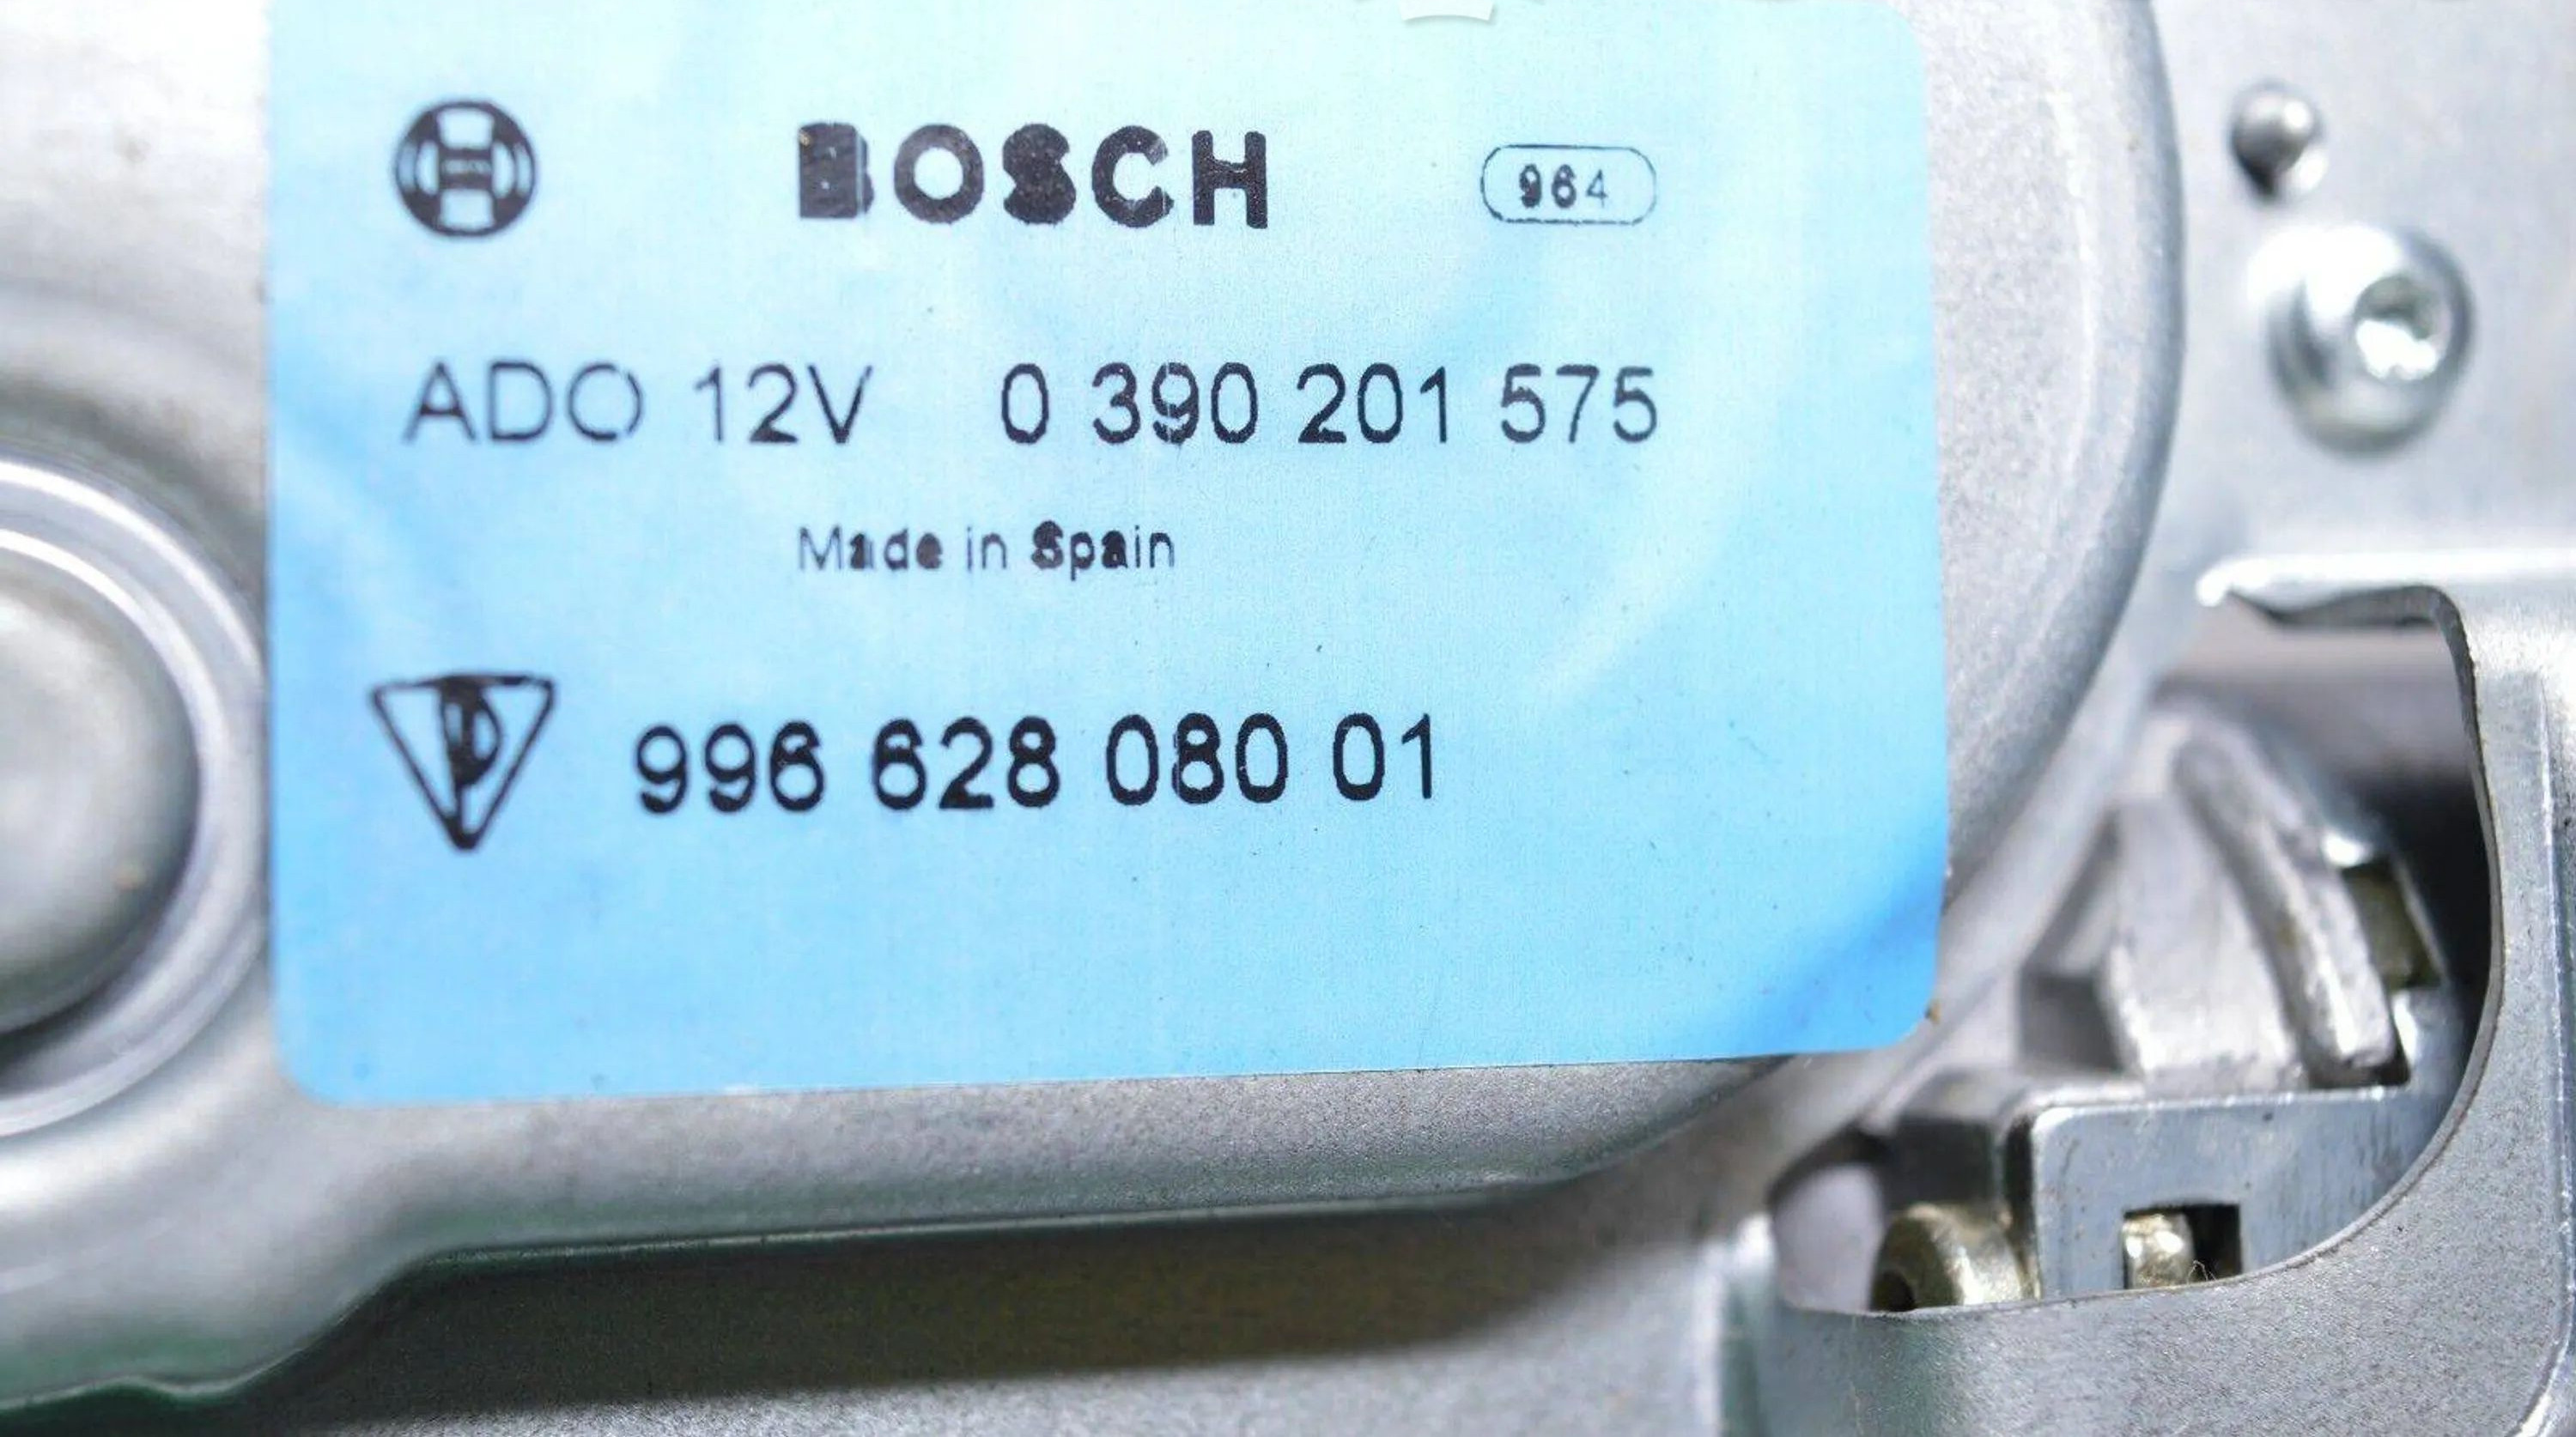 BOSCH 964
ADO 12V 0 390 201 575
Made in Spain
996 628 080 01